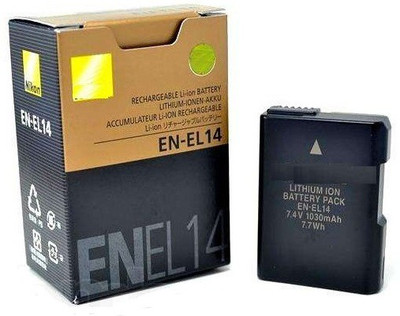 Nikon
EN-EL14
RECHARGEABLE Li-ion BATTERY
LITHIUM-IONEN-AKKU
ACCUMULATEUR Li-ION RECHARGEABLE
Li-ion リチャージャブルバッテリー
EN-EL14
ENEL14
LITHIUM ION
BATTERY PACK
EN-EL14
7.4V 1030mAh
7.7Wh